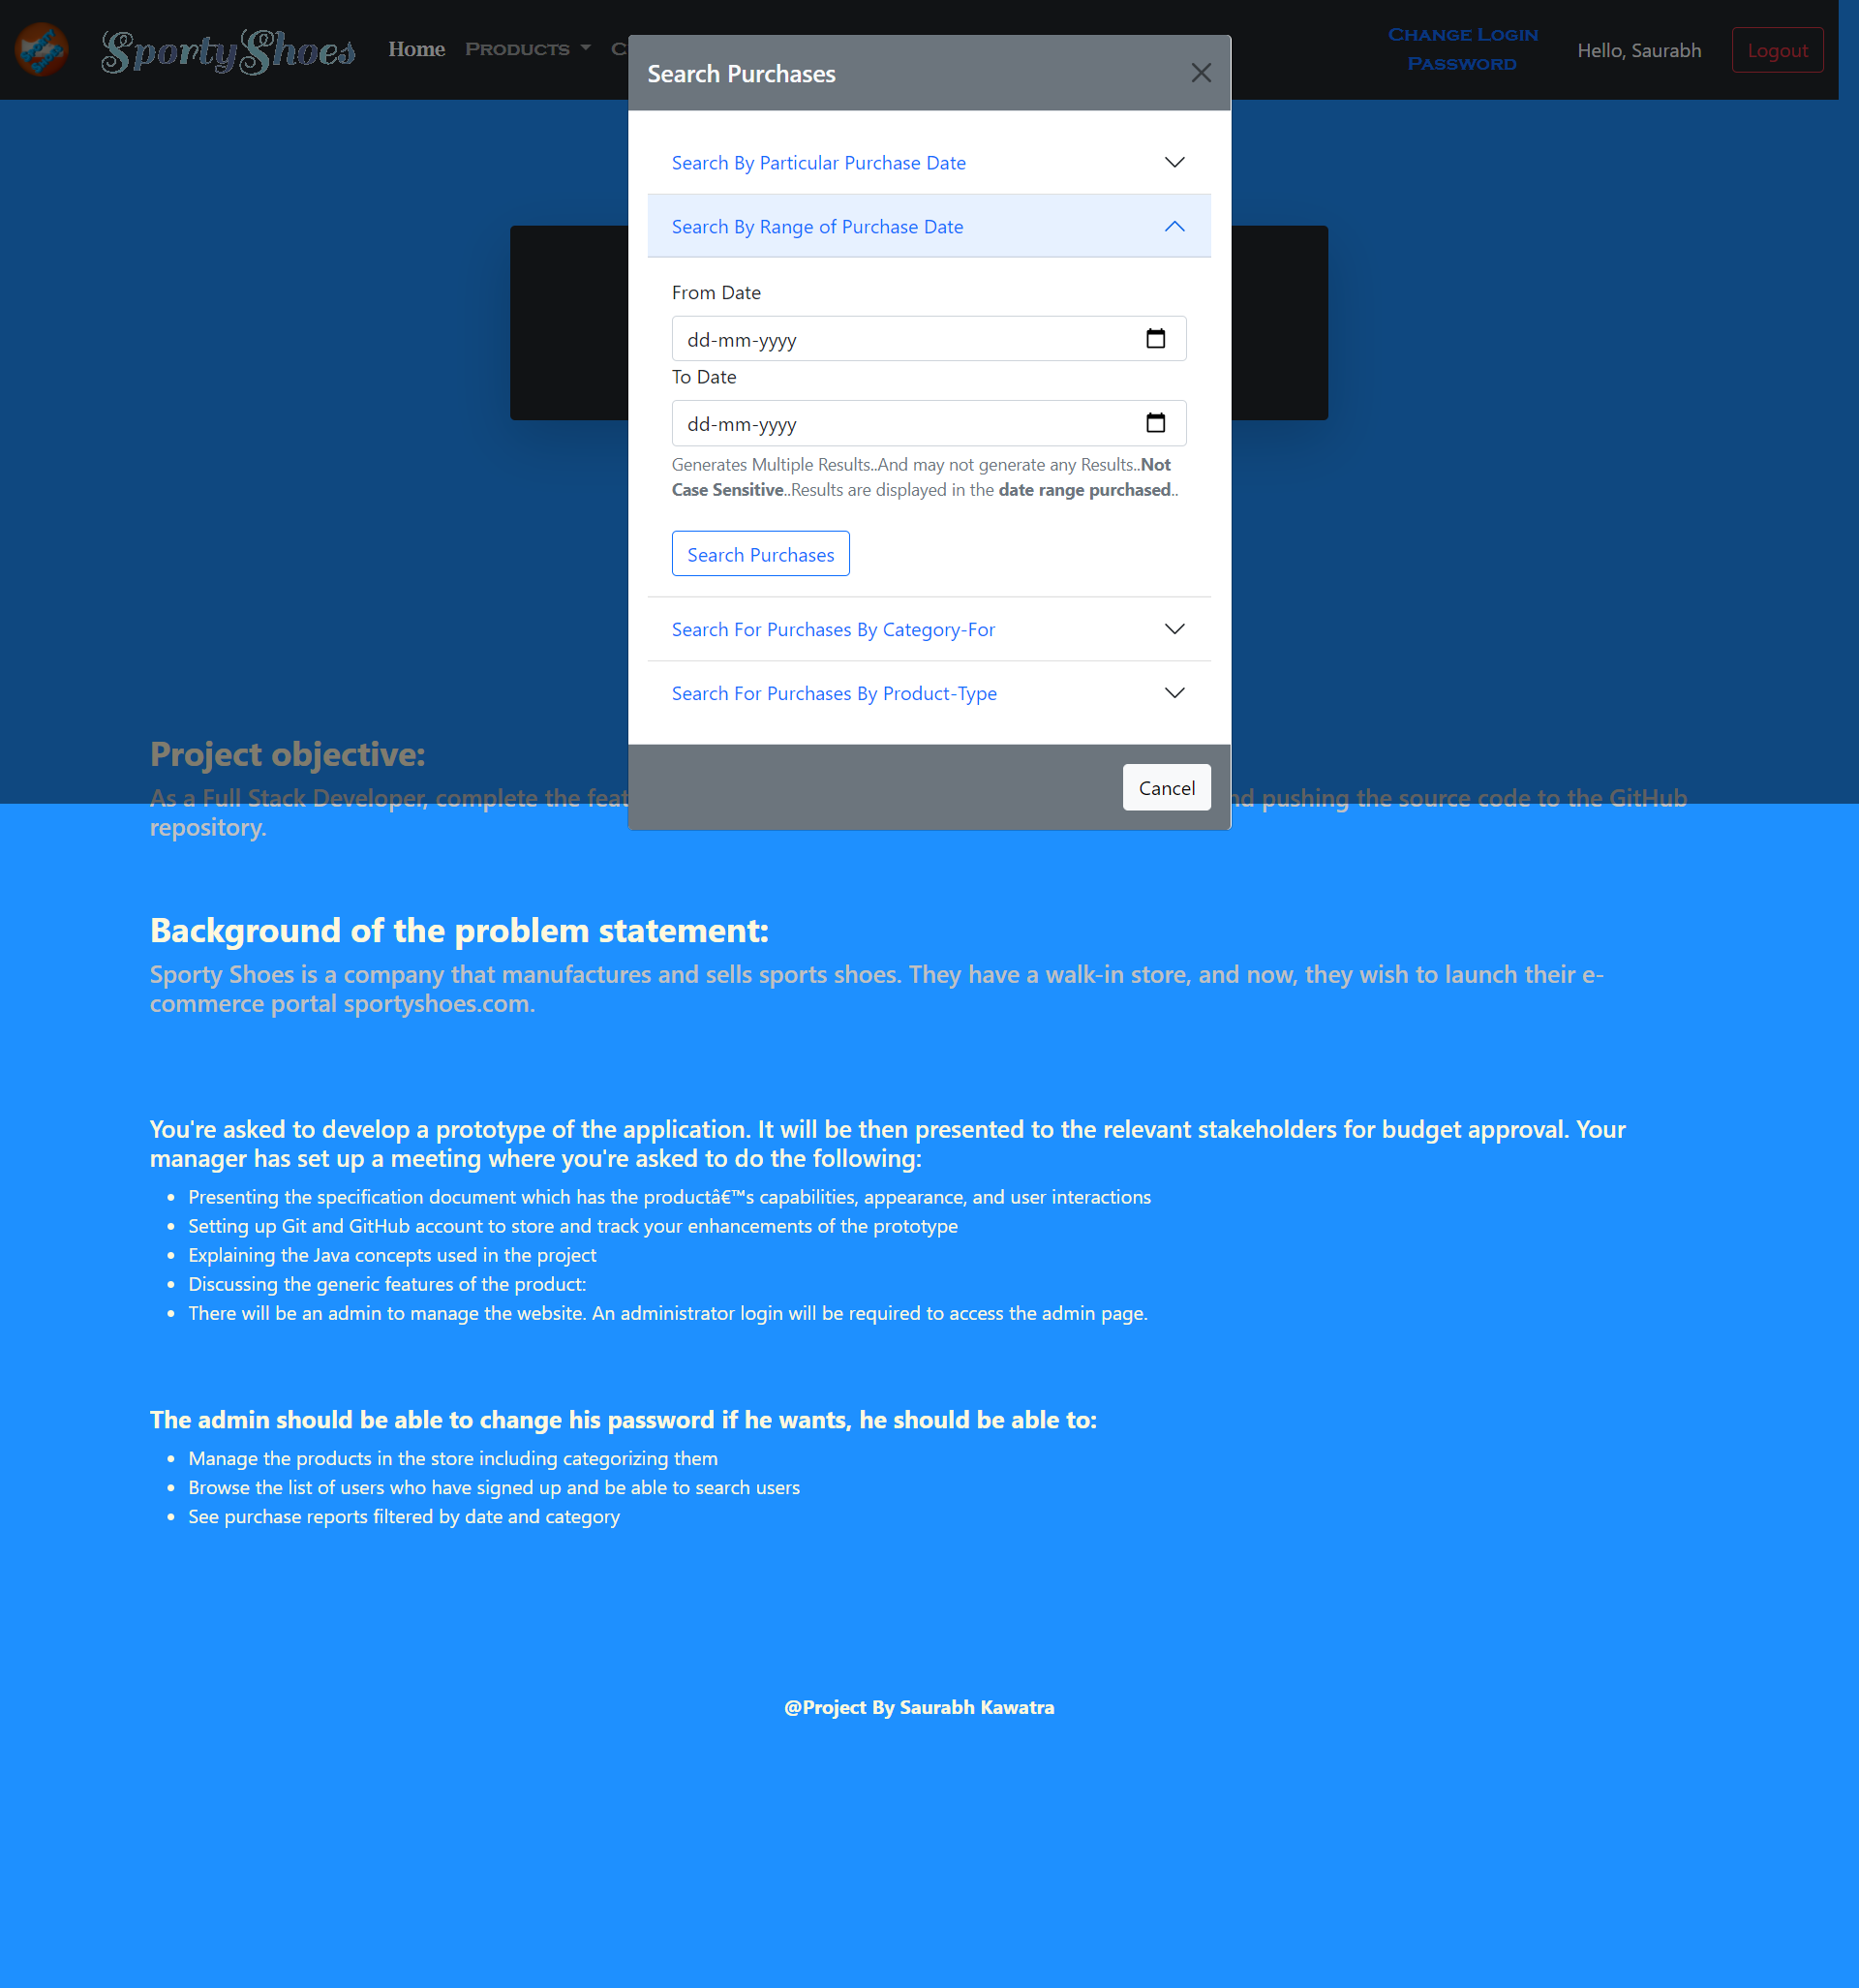 SPORTY SHOES
SportyShoes
Home
PRODUCTS
C
CHANGE LOGIN
PASSWORD
Hello, Saurabh
Logout
Search Purchases
Search By Particular Purchase Date
Search By Range of Purchase Date
From Date
dd-mm-yyyy
To Date
dd-mm-yyyy
Generates Multiple Results..And may not generate any Results..Not
Case Sensitive..Results are displayed in the date range purchased..
Search Purchases
Search For Purchases By Category-For
Search For Purchases By Product-Type
Cancel
Project objective:
As a Full Stack Developer, complete the feat nd pushing the source code to the GitHub
repository.
Background of the problem statement:
Sporty Shoes is a company that manufactures and sells sports shoes. They have a walk-in store, and now, they wish to launch their e-
commerce portal sportyshoes.com.
You're asked to develop a prototype of the application. It will be then presented to the relevant stakeholders for budget approval. Your
manager has set up a meeting where you're asked to do the following:
• Presenting the specification document which has the productâ€™s capabilities, appearance, and user interactions
• Setting up Git and GitHub account to store and track your enhancements of the prototype
• Explaining the Java concepts used in the project
• Discussing the generic features of the product:
• There will be an admin to manage the website. An administrator login will be required to access the admin page.
The admin should be able to change his password if he wants, he should be able to:
• Manage the products in the store including categorizing them
• Browse the list of users who have signed up and be able to search users
• See purchase reports filtered by date and category
@Project By Saurabh Kawatra